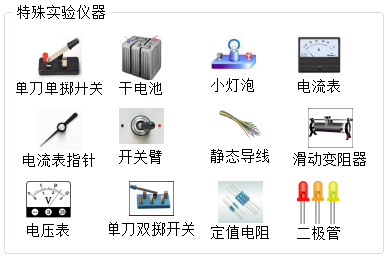 特殊实验仪器
单刀单掷开关 干电池 小灯泡 电流表
电流表指针 开关臂 静态导线 滑动变阻器
V
电压表 单刀双掷开关 定值电阻 二极管